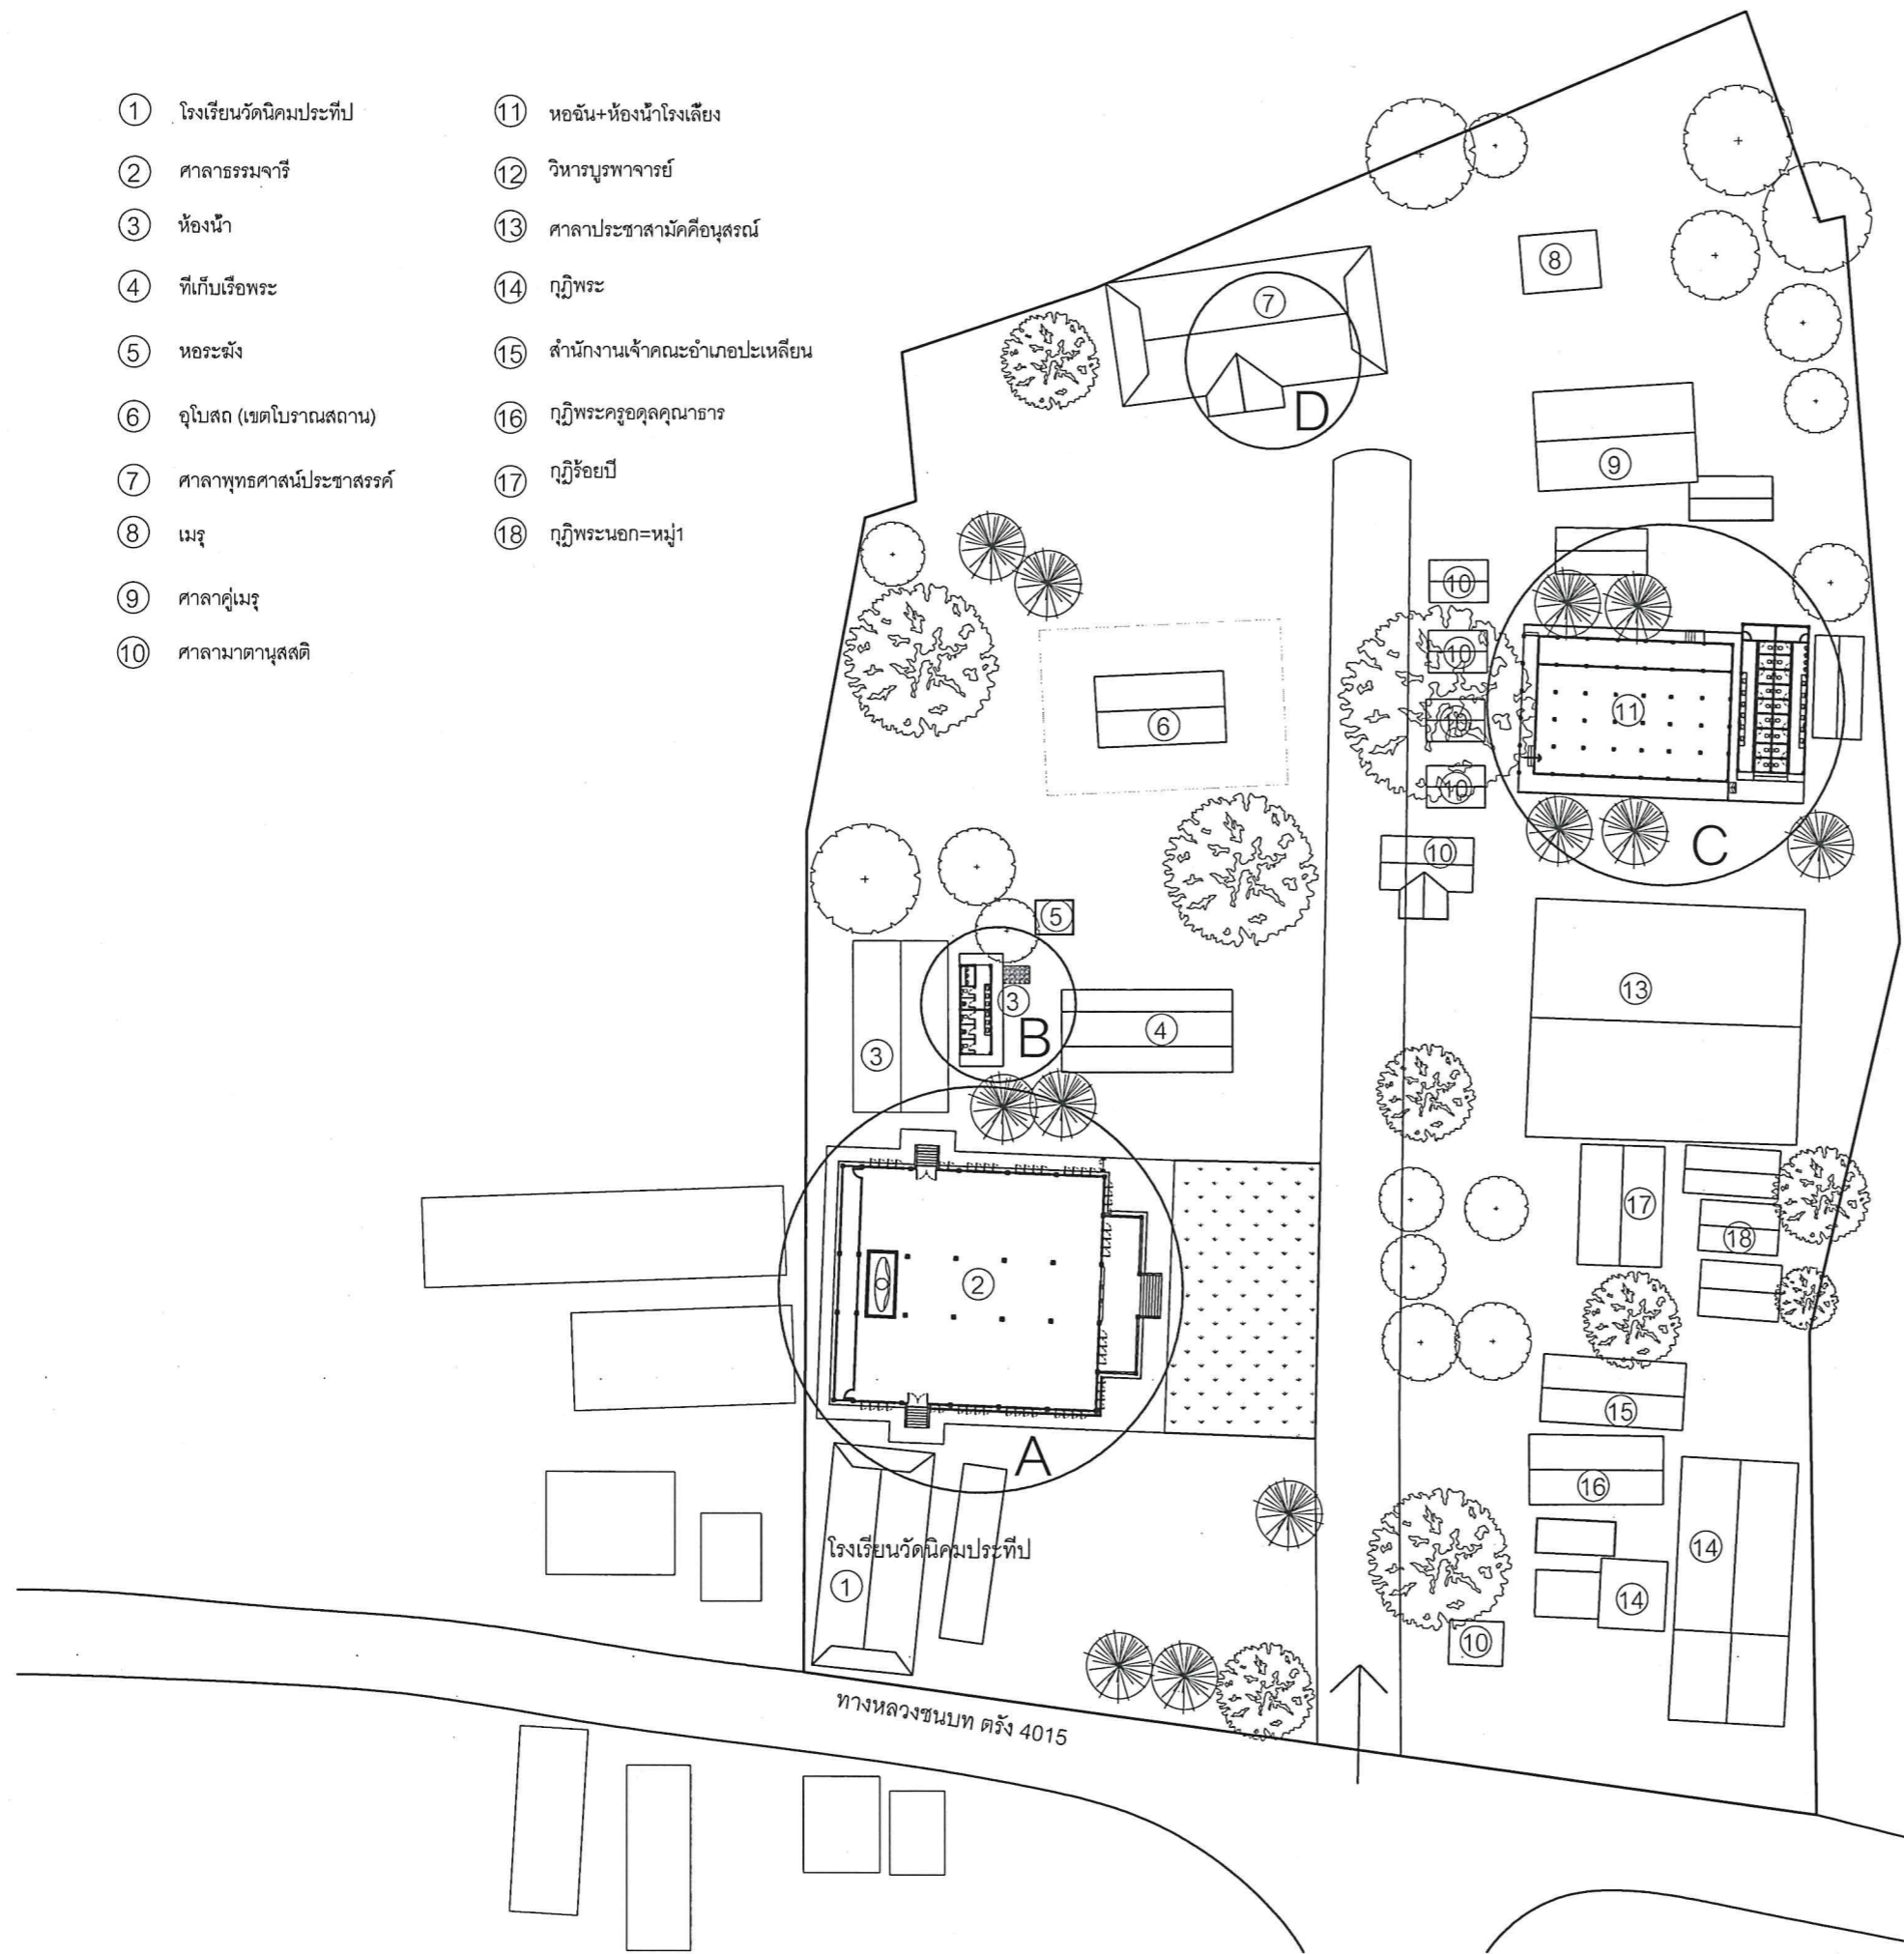 ① โรงเรียนวัดนิคมประทีป
② ศาลาธรรมจารี
③ ห้องน้ำ
④ ที่เก็บเรือพระ
⑤ หอระฆัง
⑥ อุโบสถ (เขตโบราณสถาน)
⑦ ศาลาพุทธศาสน์ประชาสรรค์
⑧ เมรุ
⑨ ศาลาคู่เมรุ
⑩ ศาลามาตานุสสติ
⑪ หอฉัน+ห้องน้ำโรงเลี้ยง
⑫ วิหารบูรพาจารย์
⑬ ศาลาประชาสามัคคีอนุสรณ์
⑭ กุฏิพระ
⑮ สำนักงานเจ้าคณะอำเภอปะเหลียน
⑯ กุฏิพระครูอดุลคุณาธาร
⑰ กุฏิร้อยปี
⑱ กุฏิพระนอก=หมู่1
⑧
⑦
D
⑨
⑩
⑩
⑪
⑥
⑩
⑩
C
⑩
⑤
③
⑬
B
④
③
⑰
⑱
②
A
⑮
⑯
⑭
โรงเรียนวัดนิคมประทีป
①
⑭
⑩
ทางหลวงชนบท ตรัง 4015